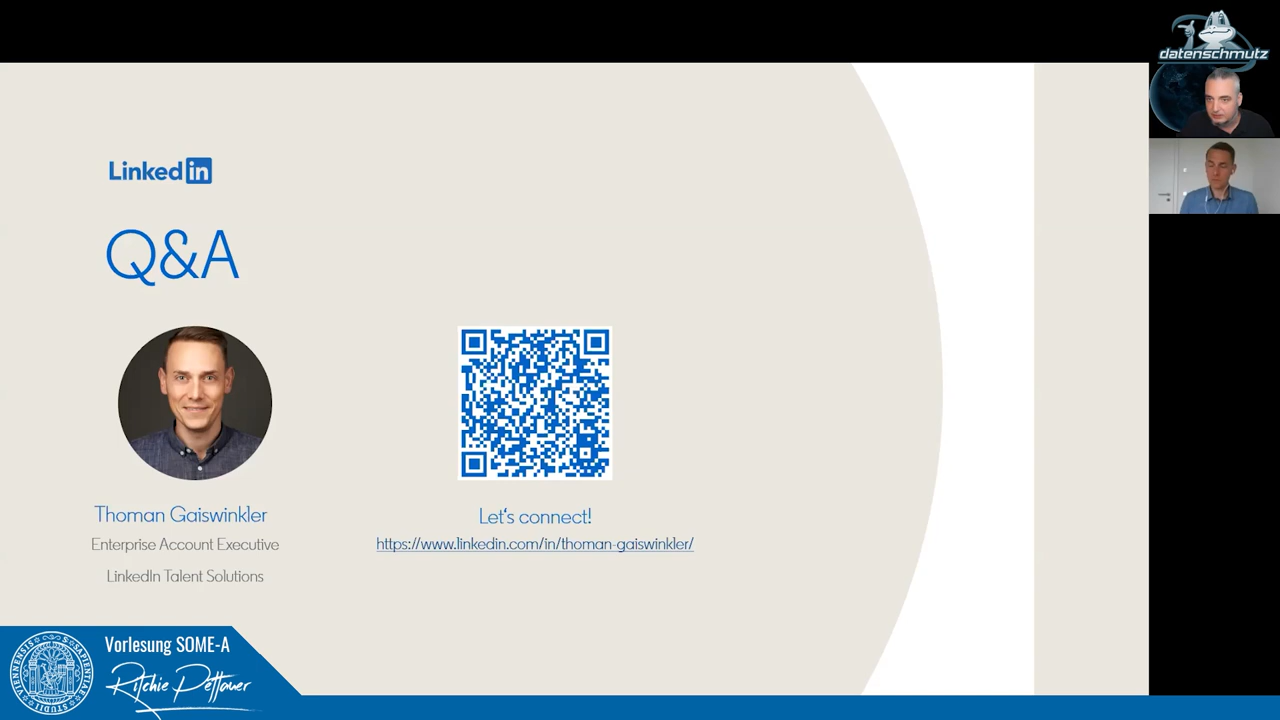 datenschmutz
LinkedIn
Q&A
Thoman Gaiswinkler
Enterprise Account Executive
LinkedIn Talent Solutions
Let's connect!
https://www.linkedin.com/in/thoman-gaiswinkler/
Vorlesung SOME-A
Ritchie Pettauer